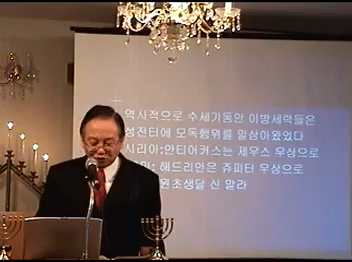 역사적으로 수세기동안 이방세력들은
성전터에 모독행위를 일삼아왔었다
시리아:안티어커스는 제우스 우상으로
해드리안은 쥬피터 우상으로
원초생달 신 말라